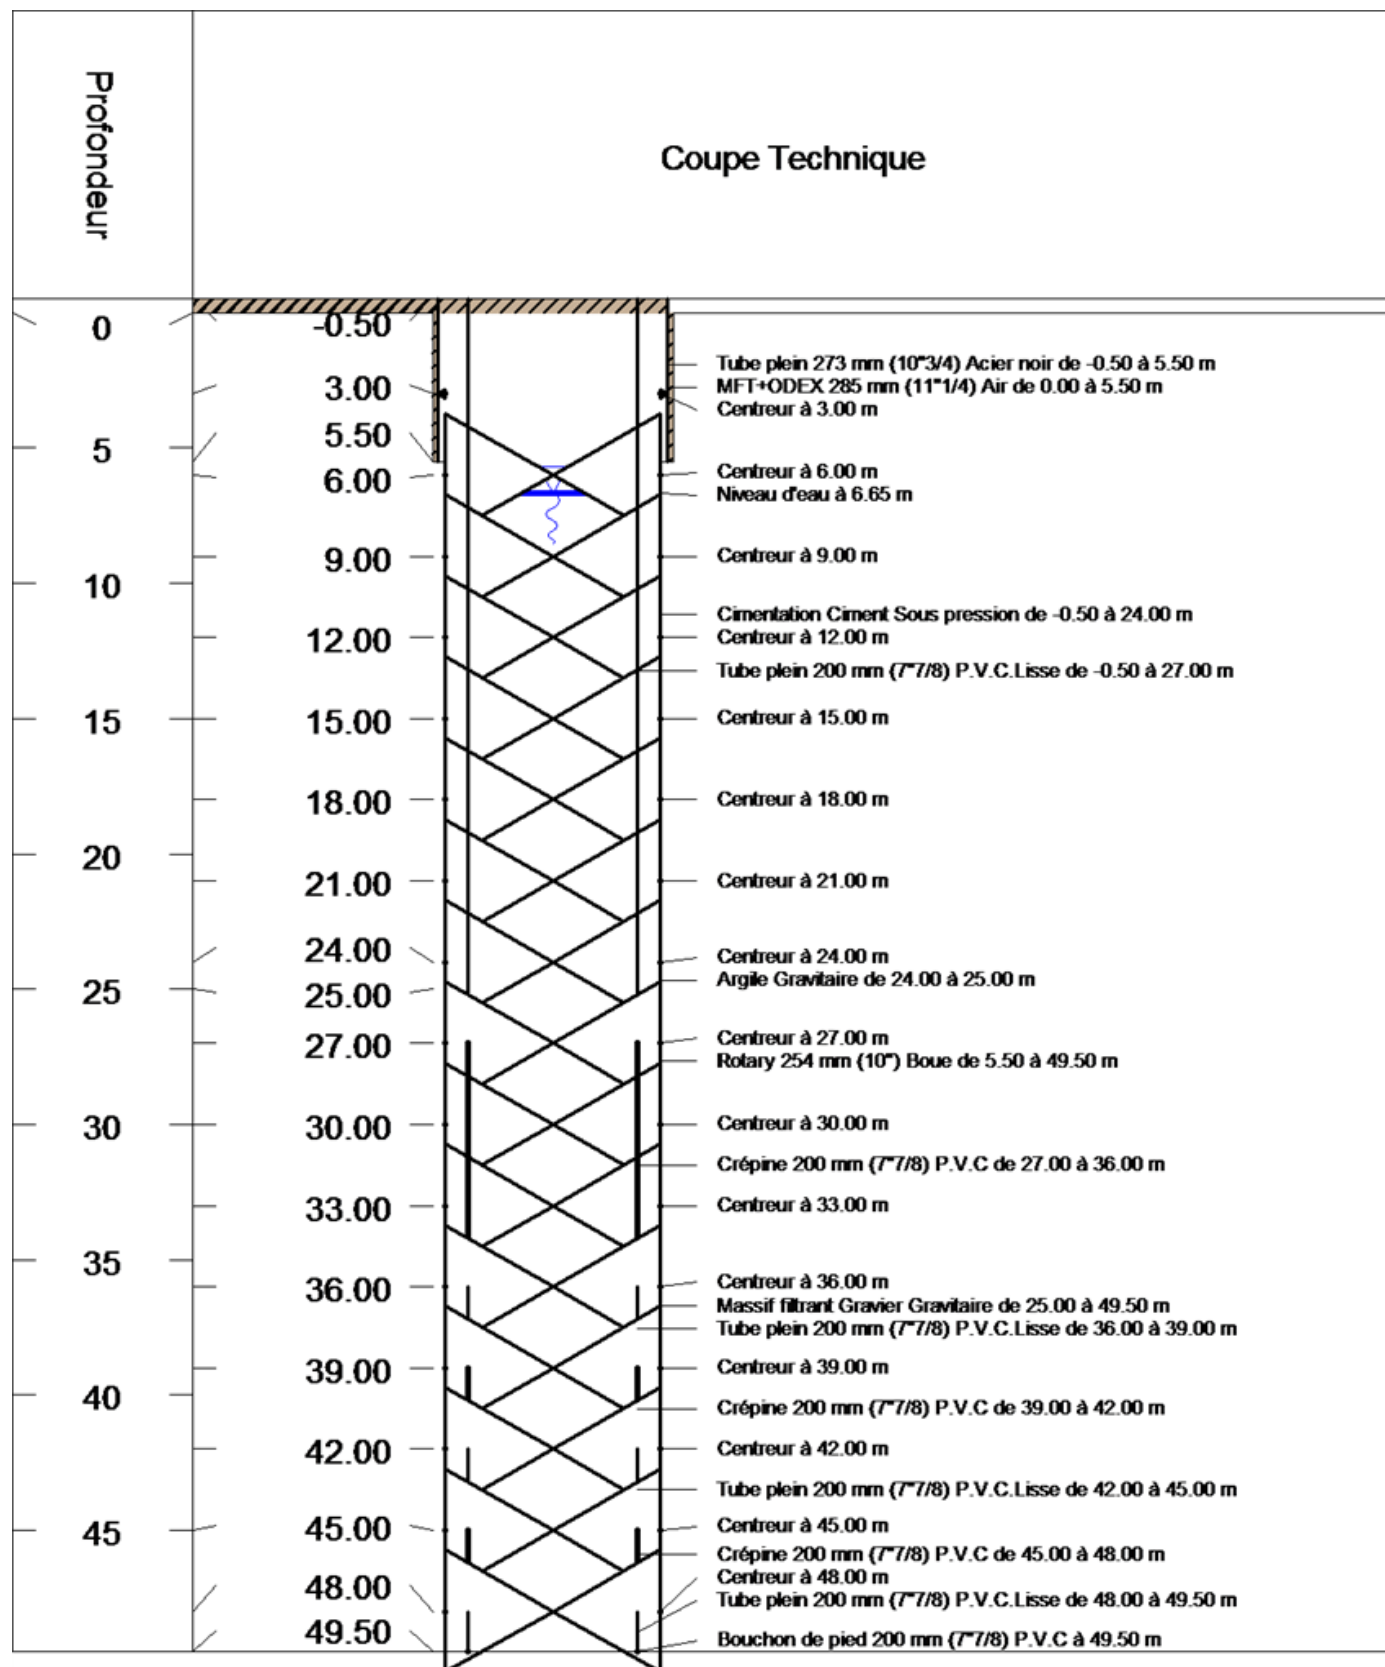 Profondeur
Coupe Technique
0
-0.50
Tube plein 273 mm (10"3/4) Acier noir de -0.50 à 5.50 m
3.00
MFT+ODEX 285 mm (11"1/4) Air de 0.00 à 5.50 m
Centreur à 3.00 m
5
5.50
6.00
Centreur à 6.00 m
Niveau d'eau à 6.65 m
9.00
Centreur à 9.00 m
10
Cimentation Ciment Sous pression de -0.50 à 24.00 m
12.00
Centreur à 12.00 m
Tube plein 200 mm (7"7/8) P.V.C.Lisse de -0.50 à 27.00 m
15
15.00
Centreur à 15.00 m
18.00
Centreur à 18.00 m
20
21.00
Centreur à 21.00 m
24.00
Centreur à 24.00 m
Argile Gravitaire de 24.00 à 25.00 m
25
25.00
27.00
Centreur à 27.00 m
Rotary 254 mm (10") Boue de 5.50 à 49.50 m
30
30.00
Centreur à 30.00 m
Crépine 200 mm (7"7/8) P.V.C de 27.00 à 36.00 m
33.00
Centreur à 33.00 m
35
36.00
Centreur à 36.00 m
Massif filtrant Gravier Gravitaire de 25.00 à 49.50 m
Tube plein 200 mm (7"7/8) P.V.C.Lisse de 36.00 à 39.00 m
39.00
Centreur à 39.00 m
40
Crépine 200 mm (7"7/8) P.V.C de 39.00 à 42.00 m
42.00
Centreur à 42.00 m
Tube plein 200 mm (7"7/8) P.V.C.Lisse de 42.00 à 45.00 m
45
45.00
Centreur à 45.00 m
Crépine 200 mm (7"7/8) P.V.C de 45.00 à 48.00 m
48.00
Centreur à 48.00 m
Tube plein 200 mm (7"7/8) P.V.C.Lisse de 48.00 à 49.50 m
49.50
Bouchon de pied 200 mm (7"7/8) P.V.C à 49.50 m